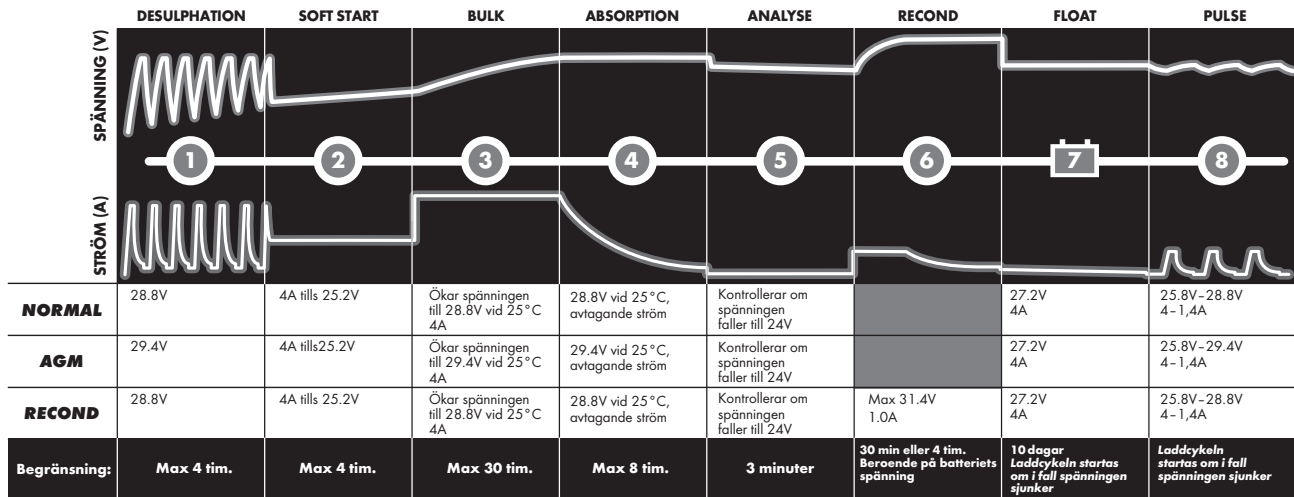 DESULPHATION SOFT START BULK ABSORPTION ANALYSE RECOND FLOAT PULSE
SPÄNNING (V)
1 2 3 4 5 6 7 8
STRÖM (A)
NORMAL
28.8V
4A tills 25.2V
Ökar spänningen
till 28.8V vid 25°C
4A
28.8V vid 25°C,
avtagande ström
Kontrollerar om
spänningen
faller till 24V
27.2V
4A
25.8V–28.8V
4–1,4A
AGM
29.4V
4A tills25.2V
Ökar spänningen
till 29.4V vid 25°C
4A
29.4V vid 25°C,
avtagande ström
Kontrollerar om
spänningen
faller till 24V
27.2V
4A
25.8V–29.4V
4–1,4A
RECOND
28.8V
4A tills 25.2V
Ökar spänningen
till 28.8V vid 25°C
4A
28.8V vid 25°C,
avtagande ström
Kontrollerar om
spänningen
faller till 24V
Max 31.4V
1.0A
27.2V
4A
25.8V–28.8V
4–1,4A
Begränsning:
Max 4 tim.
Max 4 tim.
Max 30 tim.
Max 8 tim.
3 minuter
30 min eller 4 tim.
Beroende på batteriets
spänning
10 dagar
Laddcykeln startas
om i fall spänningen
sjunker
Laddcykeln
startas om i fall
spänningen sjunker